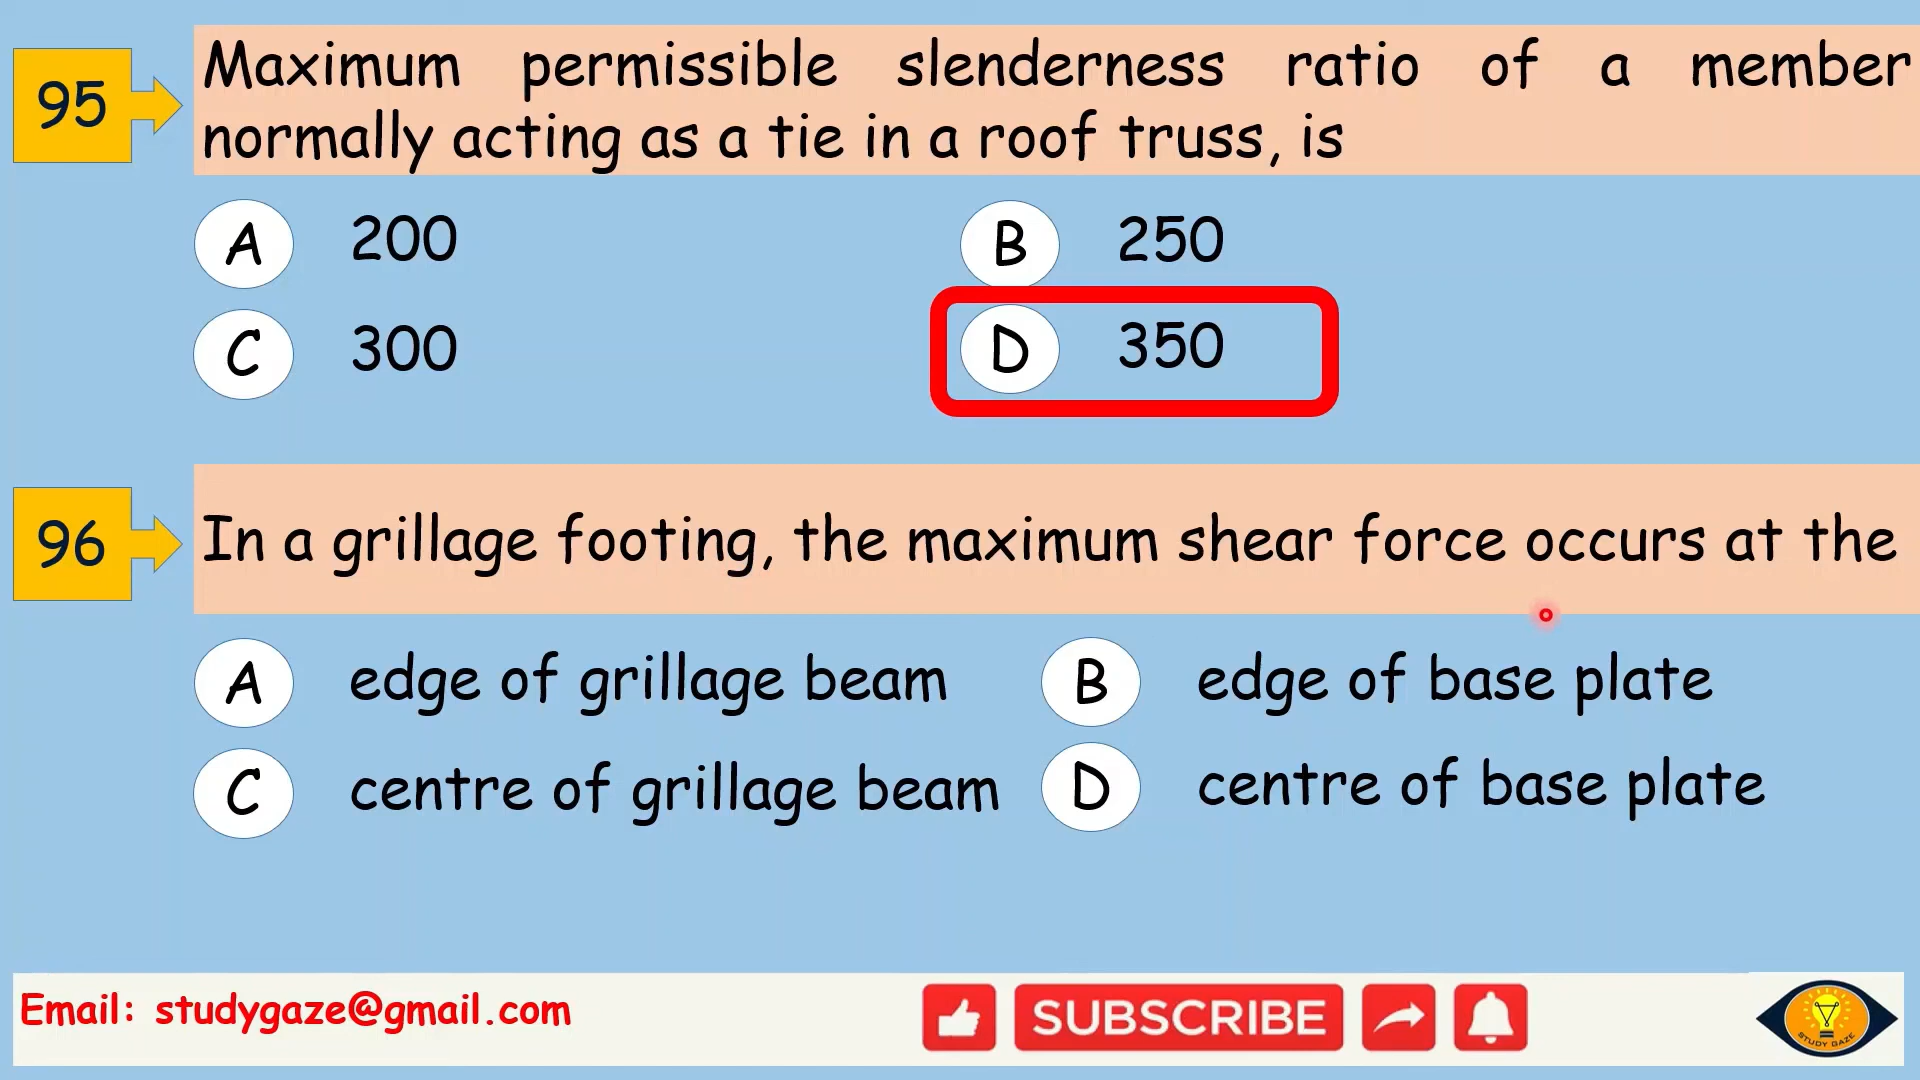 95
Maximum permissible slenderness ratio of a member
normally acting as a tie in a roof truss, is
A 200
B 250
C 300
D 350
96
In a grillage footing, the maximum shear force occurs at the
A edge of grillage beam
B edge of base plate
C centre of grillage beam
D centre of base plate
Email: studygaze@gmail.com
SUBSCRIBE
STUDY GAZE